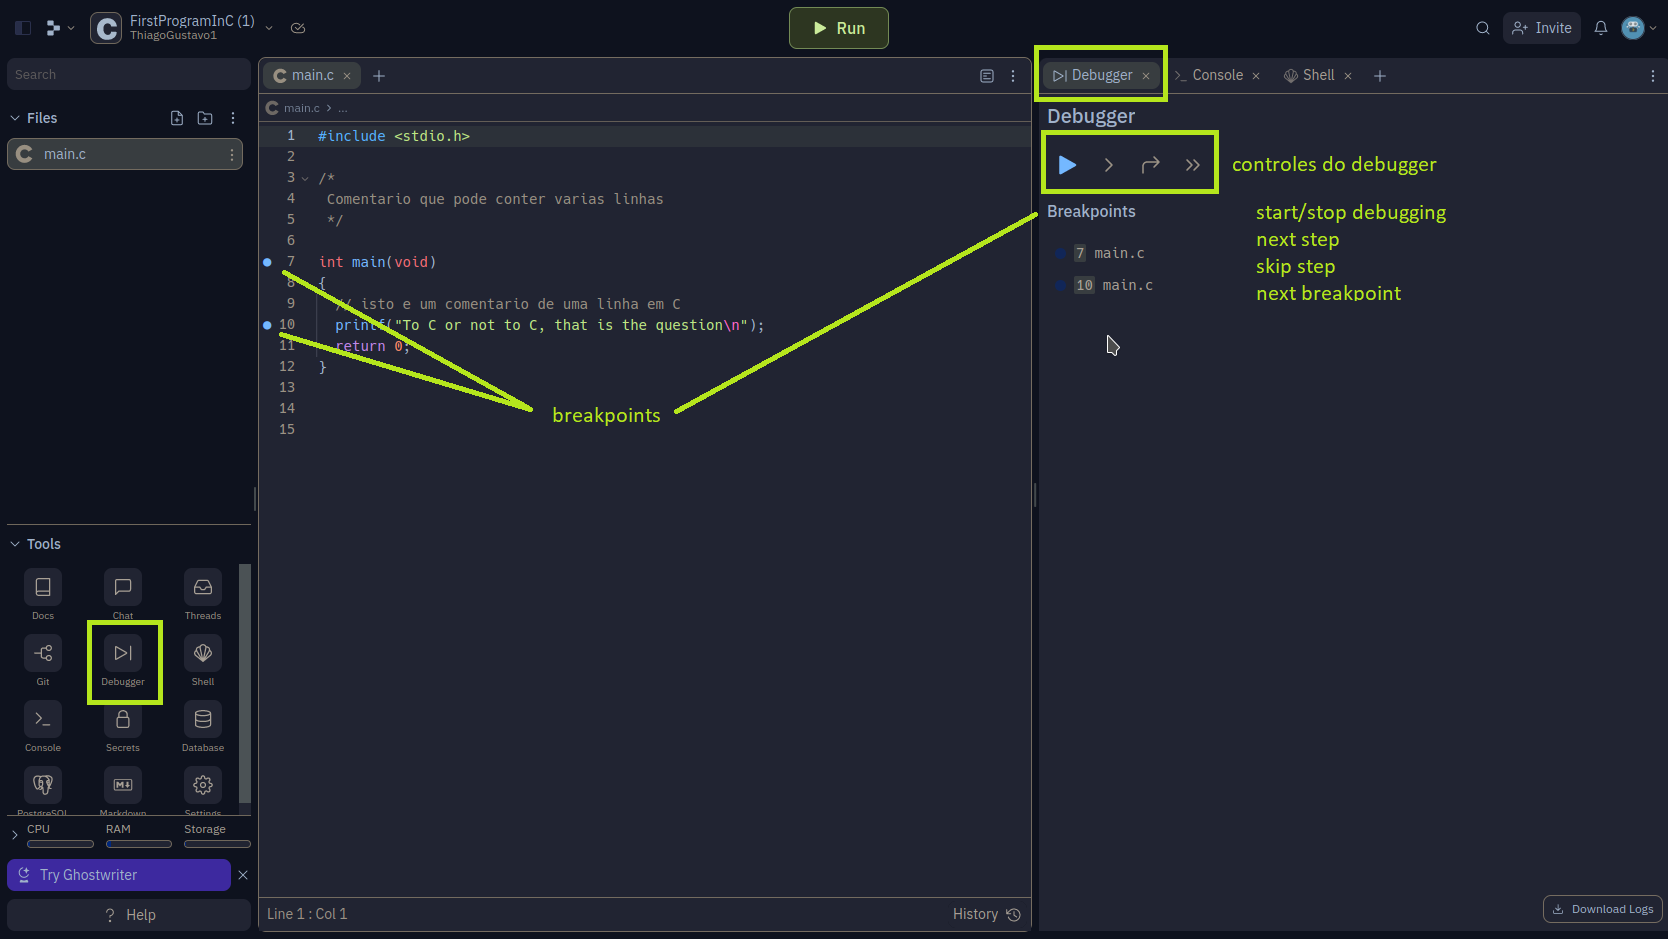 FirstProgramInC (1)
ThiagoGustavo1
Run
Invite
Search
Files
main.c
main.c
main.c > ...
1 #include <stdio.h>
2
3 /*
4 Comentario que pode conter varias linhas
5 */
6
7 int main(void)
8 {
9 // isto e um comentario de uma linha em C
10 printf("To C or not to C, that is the question\n");
11 return 0;
12 }
13
14
15
breakpoints
Line 1 : Col 1
History
Debugger
Console
Shell
Debugger
controles do debugger
Breakpoints
7 main.c
10 main.c
start/stop debugging
next step
skip step
next breakpoint
Tools
Docs
Chat
Threads
Git
Debugger
Shell
Console
Secrets
Database
PostgreSQL
Markdown
Settings
CPU
RAM
Storage
Try Ghostwriter
? Help
Download Logs